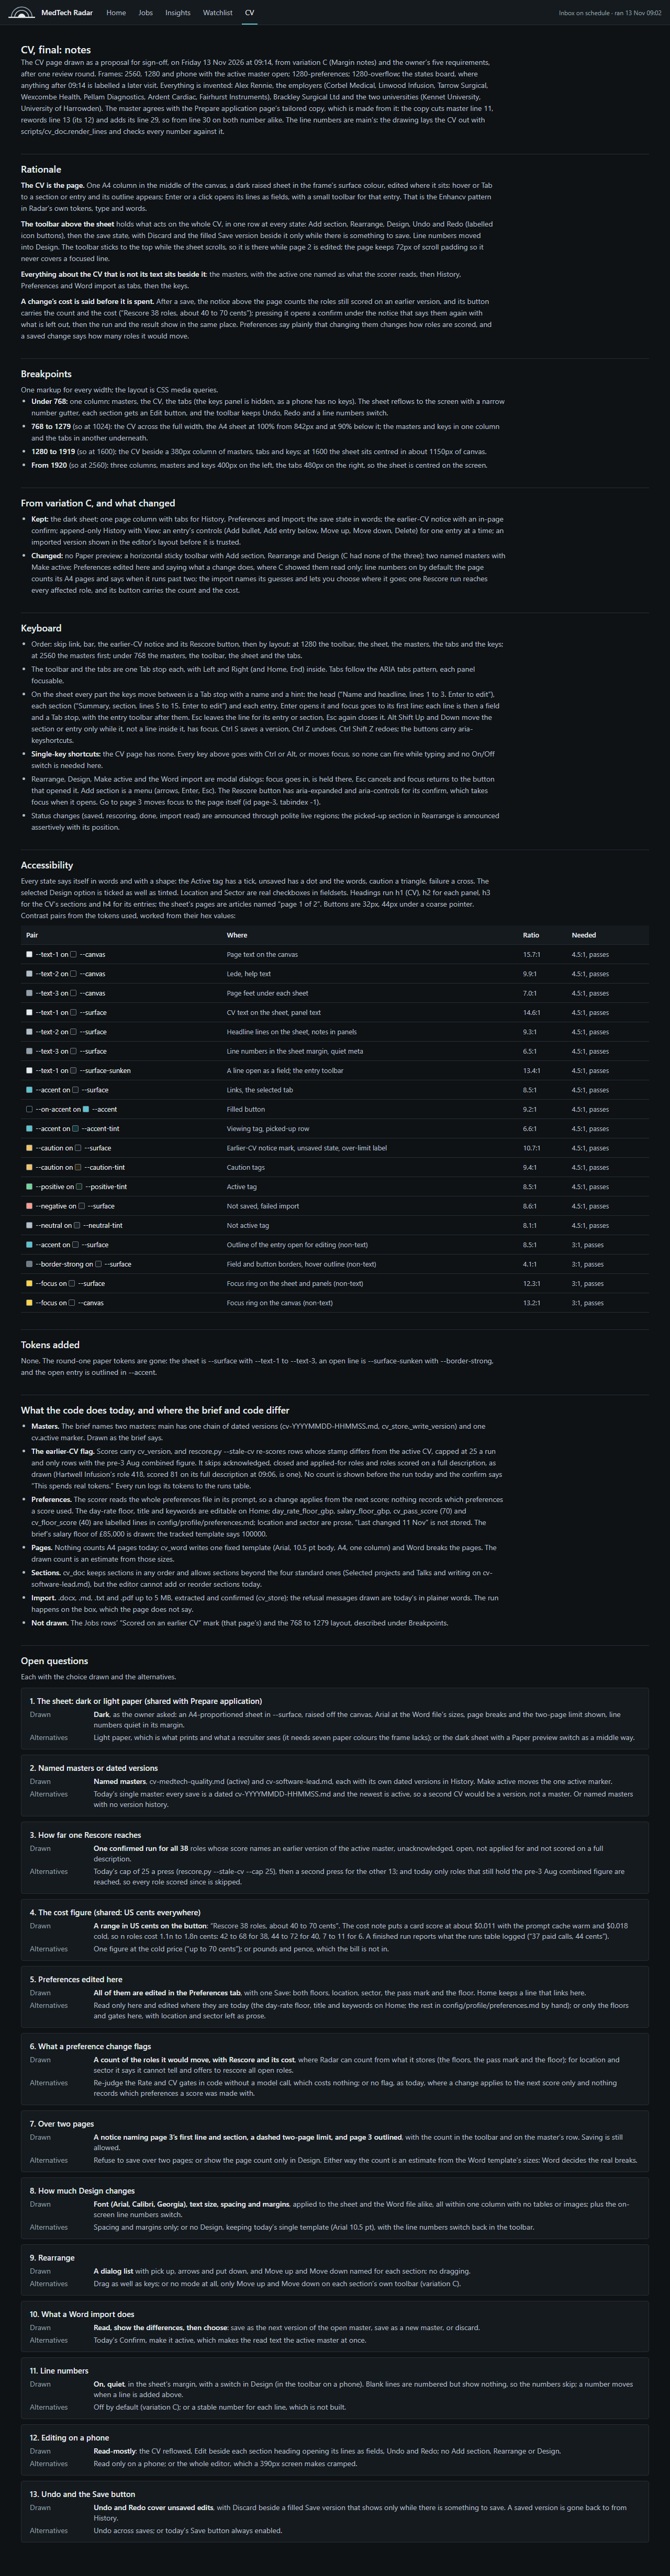 MedTech Radar Home Jobs Insights Watchlist CV Inbox on schedule · ran 13 Nov 09:02
CV, final: notes
The CV page drawn as a proposal for sign-off, on Friday 13 Nov 2026 at 09:14, from variation C (Margin notes) and the owner's five requirements,
after one review round. Frames: 2560, 1280 and phone with the active master open; 1280-preferences; 1280-overflow; the states board, where
anything after 09:14 is labelled a later visit. Everything is invented: Alex Rennie, the employers (Corbel Medical, Linwood Infusion, Tarrow Surgical,
Wexcombe Health, Pellam Diagnostics, Ardent Cardiac, Fairhurst Instruments), Brackley Surgical Ltd and the two universities (Kennet University,
University of Harrowden). The master agrees with the Prepare application page's tailored copy, which is made from it: the copy cuts master line 11,
rewords line 13 (its 12) and adds its line 29, so from line 30 on both number alike. The line numbers are main's: the drawing lays the CV out with
scripts/cv_doc.render_lines and checks every number against it.
Rationale
The CV is the page. One A4 column in the middle of the canvas, a dark raised sheet in the frame's surface colour, edited where it sits: hover or Tab
to a section or entry and its outline appears; Enter or a click opens its lines as fields, with a small toolbar for that entry. That is the Enhancv pattern
in Radar's own tokens, type and words.
The toolbar above the sheet holds what acts on the whole CV, in one row at every state: Add section, Rearrange, Design, Undo and Redo (labelled
icon buttons), then the save state, with Discard and the filled Save version beside it only while there is something to save. Line numbers moved
into Design. The toolbar sticks to the top while the sheet scrolls, so it is there while page 2 is edited; the page keeps 72px of scroll padding so it
never covers a focused line.
Everything about the CV that is not its text sits beside it: the masters, with the active one named as what the scorer reads, then History,
Preferences and Word import as tabs, then the keys.
A change's cost is said before it is spent. After a save, the notice above the page counts the roles still scored on an earlier version, and its button
carries the count and the cost ("Rescore 38 roles, about 40 to 70 cents"); pressing it opens a confirm under the notice that says them again with
what is left out, then the run and the result show in the same place. Preferences say plainly that changing them changes how roles are scored, and
a saved change says how many roles it would move.
Breakpoints
One markup for every width; the layout is CSS media queries.
• Under 768: one column: masters, the CV, the tabs (the keys panel is hidden, as a phone has no keys). The sheet reflows to the screen with a narrow
number gutter, each section gets an Edit button, and the toolbar keeps Undo, Redo and a line numbers switch.
• 768 to 1279 (so at 1024): the CV across the full width, the A4 sheet at 100% from 842px and at 90% below it; the masters and keys in one column
and the tabs in another underneath.
• 1280 to 1919 (so at 1600): the CV beside a 380px column of masters, tabs and keys; at 1600 the sheet sits centred in about 1150px of canvas.
• From 1920 (so at 2560): three columns, masters and keys 400px on the left, the tabs 480px on the right, so the sheet is centred on the screen.
From variation C, and what changed
• Kept: the dark sheet; one page column with tabs for History, Preferences and Import; the save state in words; the earlier-CV notice with an in-page
confirm; append-only History with View; an entry's controls (Add bullet, Add entry below, Move up, Move down, Delete) for one entry at a time; an
imported version shown in the editor's layout before it is trusted.
• Changed: no Paper preview; a horizontal sticky toolbar with Add section, Rearrange and Design (C had none of the three); two named masters with
Make active; Preferences edited here and saying what a change does, where C showed them read only; line numbers on by default; the page
counts its A4 pages and says when it runs past two; the import names its guesses and lets you choose where it goes; one Rescore run reaches
every affected role, and its button carries the count and the cost.
Keyboard
• Order: skip link, bar, the earlier-CV notice and its Rescore button, then by layout: at 1280 the toolbar, the sheet, the masters, the tabs and the keys;
at 2560 the masters first; under 768 the masters, the toolbar, the sheet and the tabs.
• The toolbar and the tabs are one Tab stop each, with Left and Right (and Home, End) inside. Tabs follow the ARIA tabs pattern, each panel
focusable.
• On the sheet every part the keys move between is a Tab stop with a name and a hint: the head ("Name and headline, lines 1 to 3. Enter to edit"),
each section ("Summary, section, lines 5 to 15. Enter to edit") and each entry. Enter opens it and focus goes to its first line; each line is then a field
and a Tab stop, with the entry toolbar after them. Esc leaves the line for its entry or section, Esc again closes it. Alt Shift Up and Down move the
section or entry only while it, not a line inside it, has focus. Ctrl S saves a version, Ctrl Z undoes, Ctrl Shift Z redoes; the buttons carry aria-
keyshortcuts.
• Single-key shortcuts: the CV page has none. Every key above goes with Ctrl or Alt, or moves focus, so none can fire while typing and no On/Off
switch is needed here.
• Rearrange, Design, Make active and the Word import are modal dialogs: focus goes in, is held there, Esc cancels and focus returns to the button
that opened it. Add section is a menu (arrows, Enter, Esc). The Rescore button has aria-expanded and aria-controls for its confirm, which takes
focus when it opens. Go to page 3 moves focus to the page itself (id page-3, tabindex -1).
• Status changes (saved, rescoring, done, import read) are announced through polite live regions; the picked-up section in Rearrange is announced
assertively with its position.
Accessibility
Every state says itself in words and with a shape: the Active tag has a tick, unsaved has a dot and the words, caution a triangle, failure a cross. The
selected Design option is ticked as well as tinted. Location and Sector are real checkboxes in fieldsets. Headings run h1 (CV), h2 for each panel, h3
for the CV's sections and h4 for its entries; the sheet's pages are articles named "page 1 of 2". Buttons are 32px, 44px under a coarse pointer.
Contrast pairs from the tokens used, worked from their hex values:
Pair Where Ratio Needed
--text-1 on --canvas Page text on the canvas 15.7:1 4.5:1, passes
--text-2 on --canvas Lede, help text 9.9:1 4.5:1, passes
--text-3 on --canvas Page feet under each sheet 7.0:1 4.5:1, passes
--text-1 on --surface CV text on the sheet, panel text 14.6:1 4.5:1, passes
--text-2 on --surface Headline lines on the sheet, notes in panels 9.3:1 4.5:1, passes
--text-3 on --surface Line numbers in the sheet margin, quiet meta 6.5:1 4.5:1, passes
--text-1 on --surface-sunken A line open as a field; the entry toolbar 13.4:1 4.5:1, passes
--accent on --surface Links, the selected tab 8.5:1 4.5:1, passes
--on-accent on --accent Filled button 9.2:1 4.5:1, passes
--accent on --accent-tint Viewing tag, picked-up row 6.6:1 4.5:1, passes
--caution on --surface Earlier-CV notice mark, unsaved state, over-limit label 10.7:1 4.5:1, passes
--caution on --caution-tint Caution tags 9.4:1 4.5:1, passes
--positive on --positive-tint Active tag 8.5:1 4.5:1, passes
--negative on --surface Not saved, failed import 8.6:1 4.5:1, passes
--neutral on --neutral-tint Not active tag 8.1:1 4.5:1, passes
--accent on --surface Outline of the entry open for editing (non-text) 8.5:1 3:1, passes
--border-strong on --surface Field and button borders, hover outline (non-text) 4.1:1 3:1, passes
--focus on --surface Focus ring on the sheet and panels (non-text) 12.3:1 3:1, passes
--focus on --canvas Focus ring on the canvas (non-text) 13.2:1 3:1, passes
Tokens added
None. The round-one paper tokens are gone: the sheet is --surface with --text-1 to --text-3, an open line is --surface-sunken with --border-strong,
and the open entry is outlined in --accent.
What the code does today, and where the brief and code differ
• Masters. The brief names two masters; main has one chain of dated versions (cv-YYYYMMDD-HHMMSS.md, cv_store._write_version) and one
cv.active marker. Drawn as the brief says.
• The earlier-CV flag. Scores carry cv_version, and rescore.py --stale-cv re-scores rows whose stamp differs from the active CV, capped at 25 a run
and only rows with the pre-3 Aug combined figure. It skips acknowledged, closed and applied-for roles and roles scored on a full description, as
drawn (Hartwell Infusion's role 418, scored 81 on its full description at 09:06, is one). No count is shown before the run today and the confirm says
"This spends real tokens." Every run logs its tokens to the runs table.
• Preferences. The scorer reads the whole preferences file in its prompt, so a change applies from the next score; nothing records which preferences
a score used. The day-rate floor, title and keywords are editable on Home; day_rate_floor_gbp, salary_floor_gbp, cv_pass_score (70) and
cv_floor_score (40) are labelled lines in config/profile/preferences.md; location and sector are prose. "Last changed 11 Nov" is not stored. The
brief's salary floor of £85,000 is drawn; the tracked template says 100000.
• Pages. Nothing counts A4 pages today; cv_word writes one fixed template (Arial, 10.5 pt body, A4, one column) and Word breaks the pages. The
drawn count is an estimate from those sizes.
• Sections. cv_doc keeps sections in any order and allows sections beyond the four standard ones (Selected projects and Talks and writing on cv-
software-lead.md), but the editor cannot add or reorder sections today.
• Import. .docx, .md, .txt and .pdf up to 5 MB, extracted and confirmed (cv_store); the refusal messages drawn are today's in plainer words. The run
happens on the box, which the page does not say.
• Not drawn. The Jobs rows' "Scored on an earlier CV" mark (that page's) and the 768 to 1279 layout, described under Breakpoints.
Open questions
Each with the choice drawn and the alternatives.
1. The sheet: dark or light paper (shared with Prepare application)
Drawn Dark, as the owner asked: an A4-proportioned sheet in --surface, raised off the canvas, Arial at the Word file's sizes, page breaks and the two-page limit shown, line
numbers quiet in its margin.
Alternatives Light paper, which is what prints and what a recruiter sees (it needs seven paper colours the frame lacks); or the dark sheet with a Paper preview switch as a middle way.
2. Named masters or dated versions
Drawn Named masters, cv-medtech-quality.md (active) and cv-software-lead.md, each with its own dated versions in History. Make active moves the one active marker.
Alternatives Today's single master: every save is a dated cv-YYYYMMDD-HHMMSS.md and the newest is active, so a second CV would be a version, not a master. Or named masters
with no version history.
3. How far one Rescore reaches
Drawn One confirmed run for all 38 roles whose score names an earlier version of the active master, unacknowledged, open, not applied for and not scored on a full
description.
Alternatives Today's cap of 25 a press (rescore.py --stale-cv --cap 25), then a second press for the other 13; and today only roles that still hold the pre-3 Aug combined figure are
reached, so every role scored since is skipped.
4. The cost figure (shared: US cents everywhere)
Drawn A range in US cents on the button: "Rescore 38 roles, about 40 to 70 cents". The cost note puts a card score at about $0.011 with the prompt cache warm and $0.018
cold, so n roles cost 1.1n to 1.8n cents: 42 to 68 for 38, 44 to 72 for 40, 7 to 11 for 6. A finished run reports what the runs table logged ("37 paid calls, 44 cents").
Alternatives One figure at the cold price ("up to 70 cents"); or pounds and pence, which the bill is not in.
5. Preferences edited here
Drawn All of them are edited in the Preferences tab, with one Save: both floors, location, sector, the pass mark and the floor. Home keeps a line that links here.
Alternatives Read only here and edited where they are today (the day-rate floor, title and keywords on Home; the rest in config/profile/preferences.md by hand); or only the floors
and gates here, with location and sector left as prose.
6. What a preference change flags
Drawn A count of the roles it would move, with Rescore and its cost, where Radar can count from what it stores (the floors, the pass mark and the floor); for location and
sector it says it cannot tell and offers to rescore all open roles.
Alternatives Re-judge the Rate and CV gates in code without a model call, which costs nothing; or no flag, as today, where a change applies to the next score only and nothing
records which preferences a score was made with.
7. Over two pages
Drawn A notice naming page 3's first line and section, a dashed two-page limit, and page 3 outlined, with the count in the toolbar and on the master's row. Saving is still
allowed.
Alternatives Refuse to save over two pages; or show the page count only in Design. Either way the count is an estimate from the Word template's sizes: Word decides the real breaks.
8. How much Design changes
Drawn Font (Arial, Calibri, Georgia), text size, spacing and margins, applied to the sheet and the Word file alike, all within one column with no tables or images; plus the on-
screen line numbers switch.
Alternatives Spacing and margins only; or no Design, keeping today's single template (Arial 10.5 pt), with the line numbers switch back in the toolbar.
9. Rearrange
Drawn A dialog list with pick up, arrows and put down, and Move up and Move down named for each section; no dragging.
Alternatives Drag as well as keys; or no mode at all, only Move up and Move down on each section's own toolbar (variation C).
10. What a Word import does
Drawn Read, show the differences, then choose: save as the next version of the open master, save as a new master, or discard.
Alternatives Today's Confirm, make it active, which makes the read text the active master at once.
11. Line numbers
Drawn On, quiet, in the sheet's margin, with a switch in Design (in the toolbar on a phone). Blank lines are numbered but show nothing, so the numbers skip; a number moves
when a line is added above.
Alternatives Off by default (variation C); or a stable number for each line, which is not built.
12. Editing on a phone
Drawn Read-mostly: the CV reflowed, Edit beside each section heading opening its lines as fields, Undo and Redo; no Add section, Rearrange or Design.
Alternatives Read only on a phone; or the whole editor, which a 390px screen makes cramped.
13. Undo and the Save button
Drawn Undo and Redo cover unsaved edits, with Discard beside a filled Save version that shows only while there is something to save. A saved version is gone back to from
History.
Alternatives Undo across saves; or today's Save button always enabled.